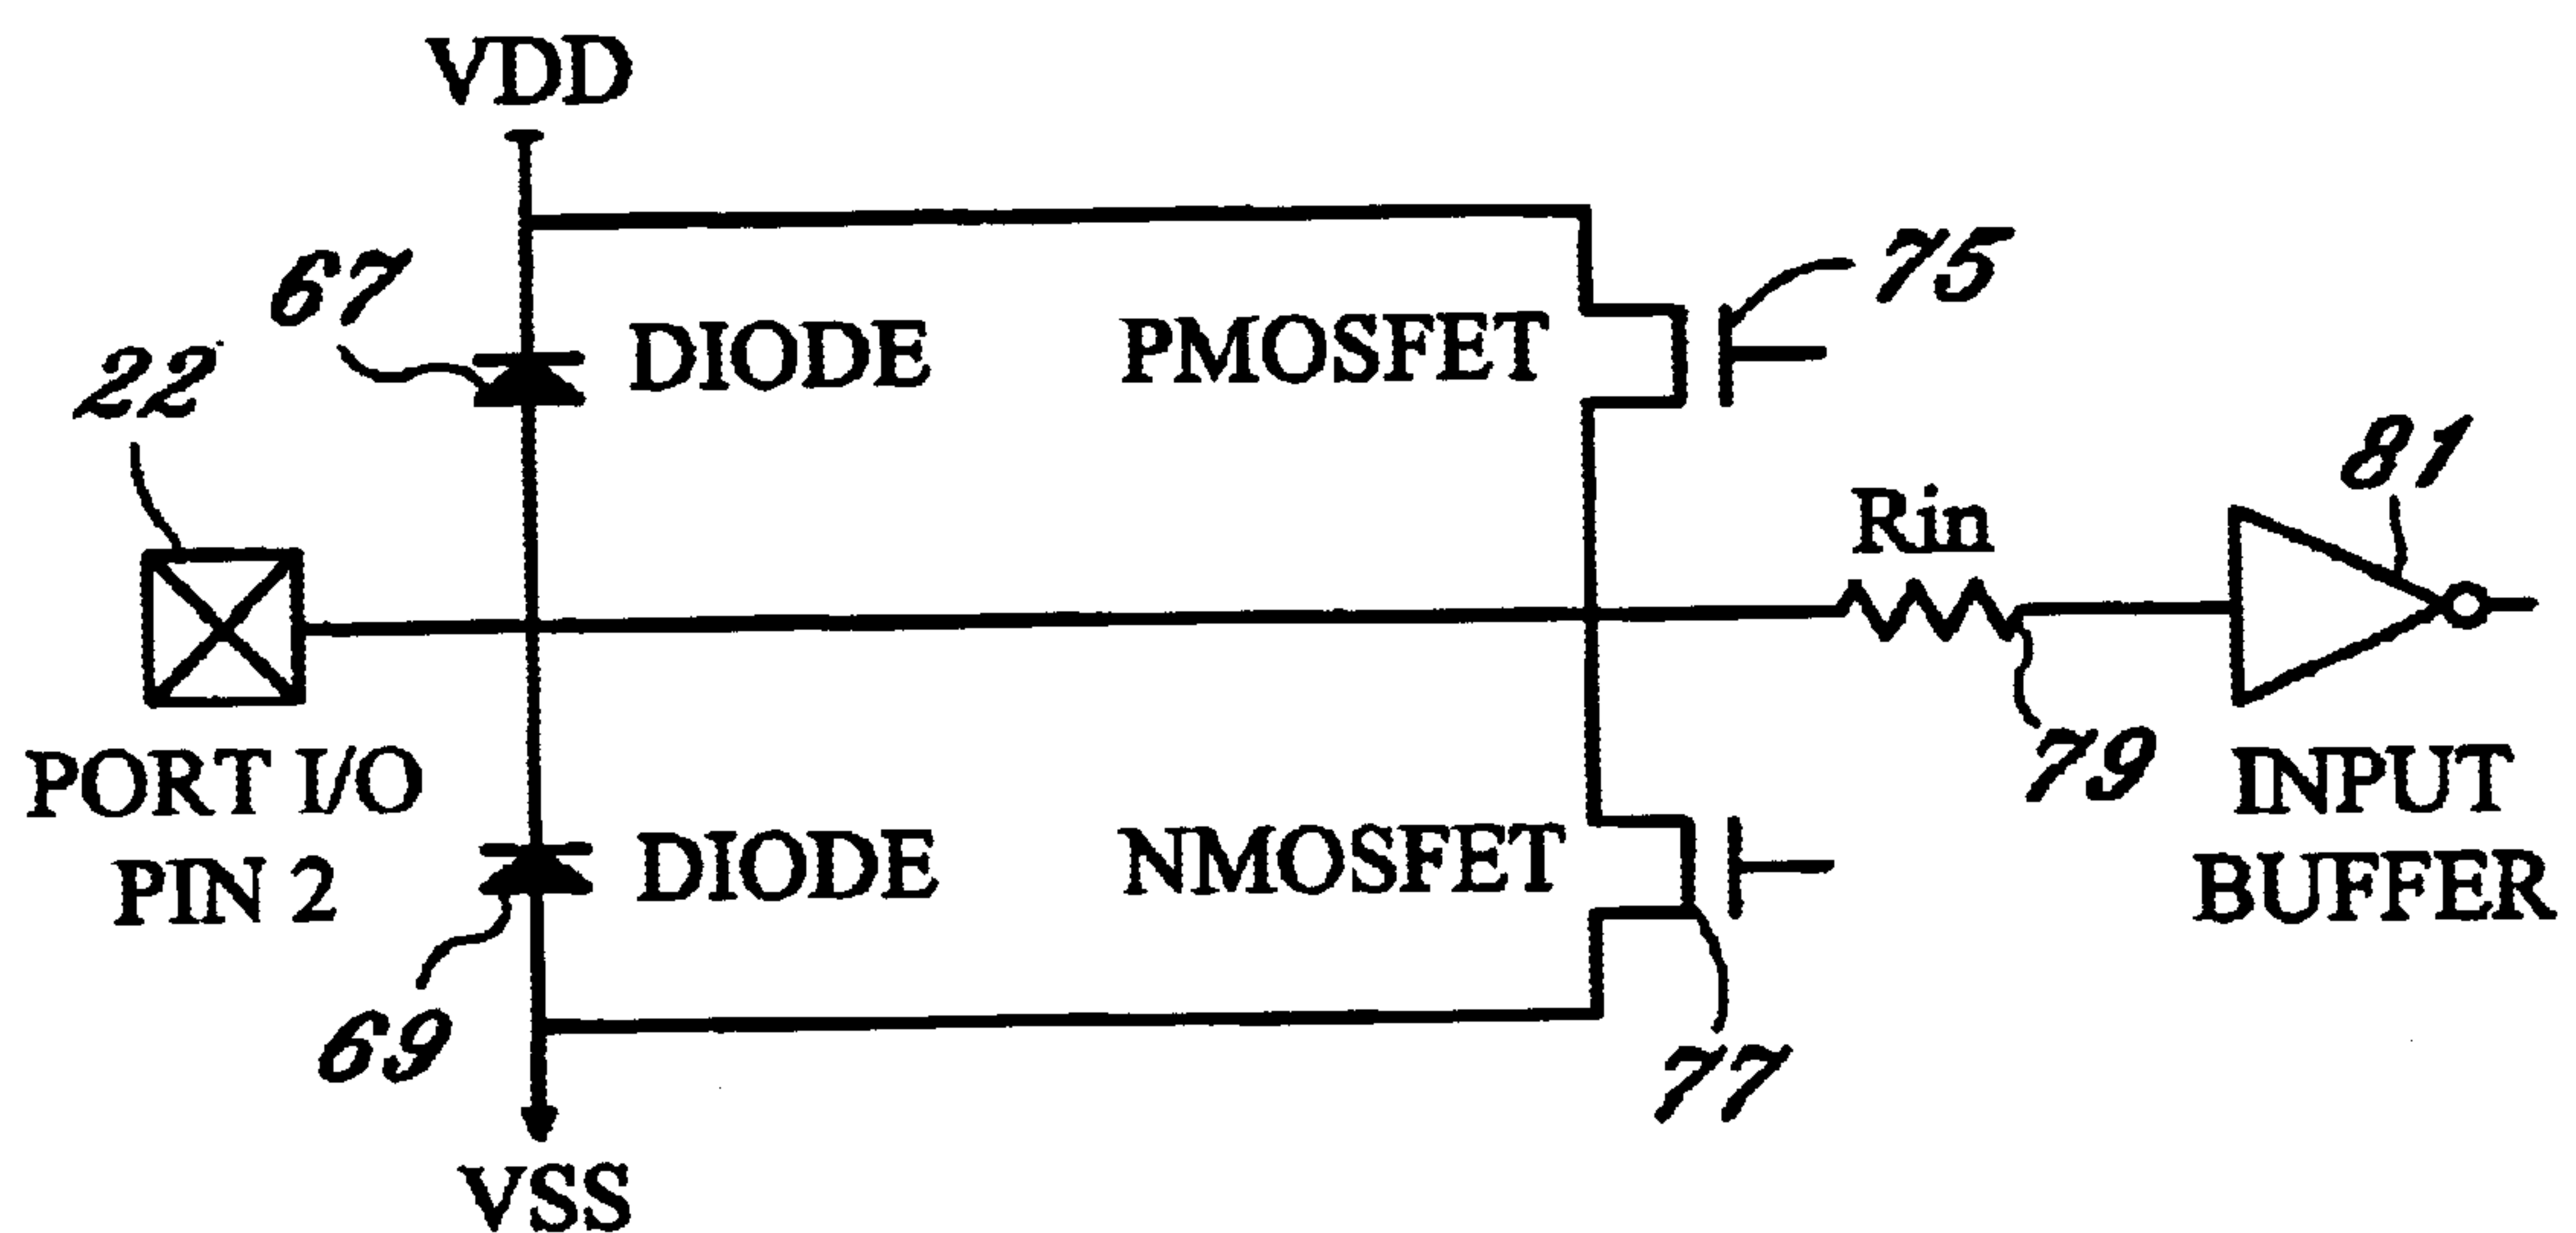 VDD
67
DIODE
PMOSFET
75
22
Rin
81
PORT I/O
PIN 2
79
INPUT
BUFFER
DIODE
NMOSFET
69
77
VSS